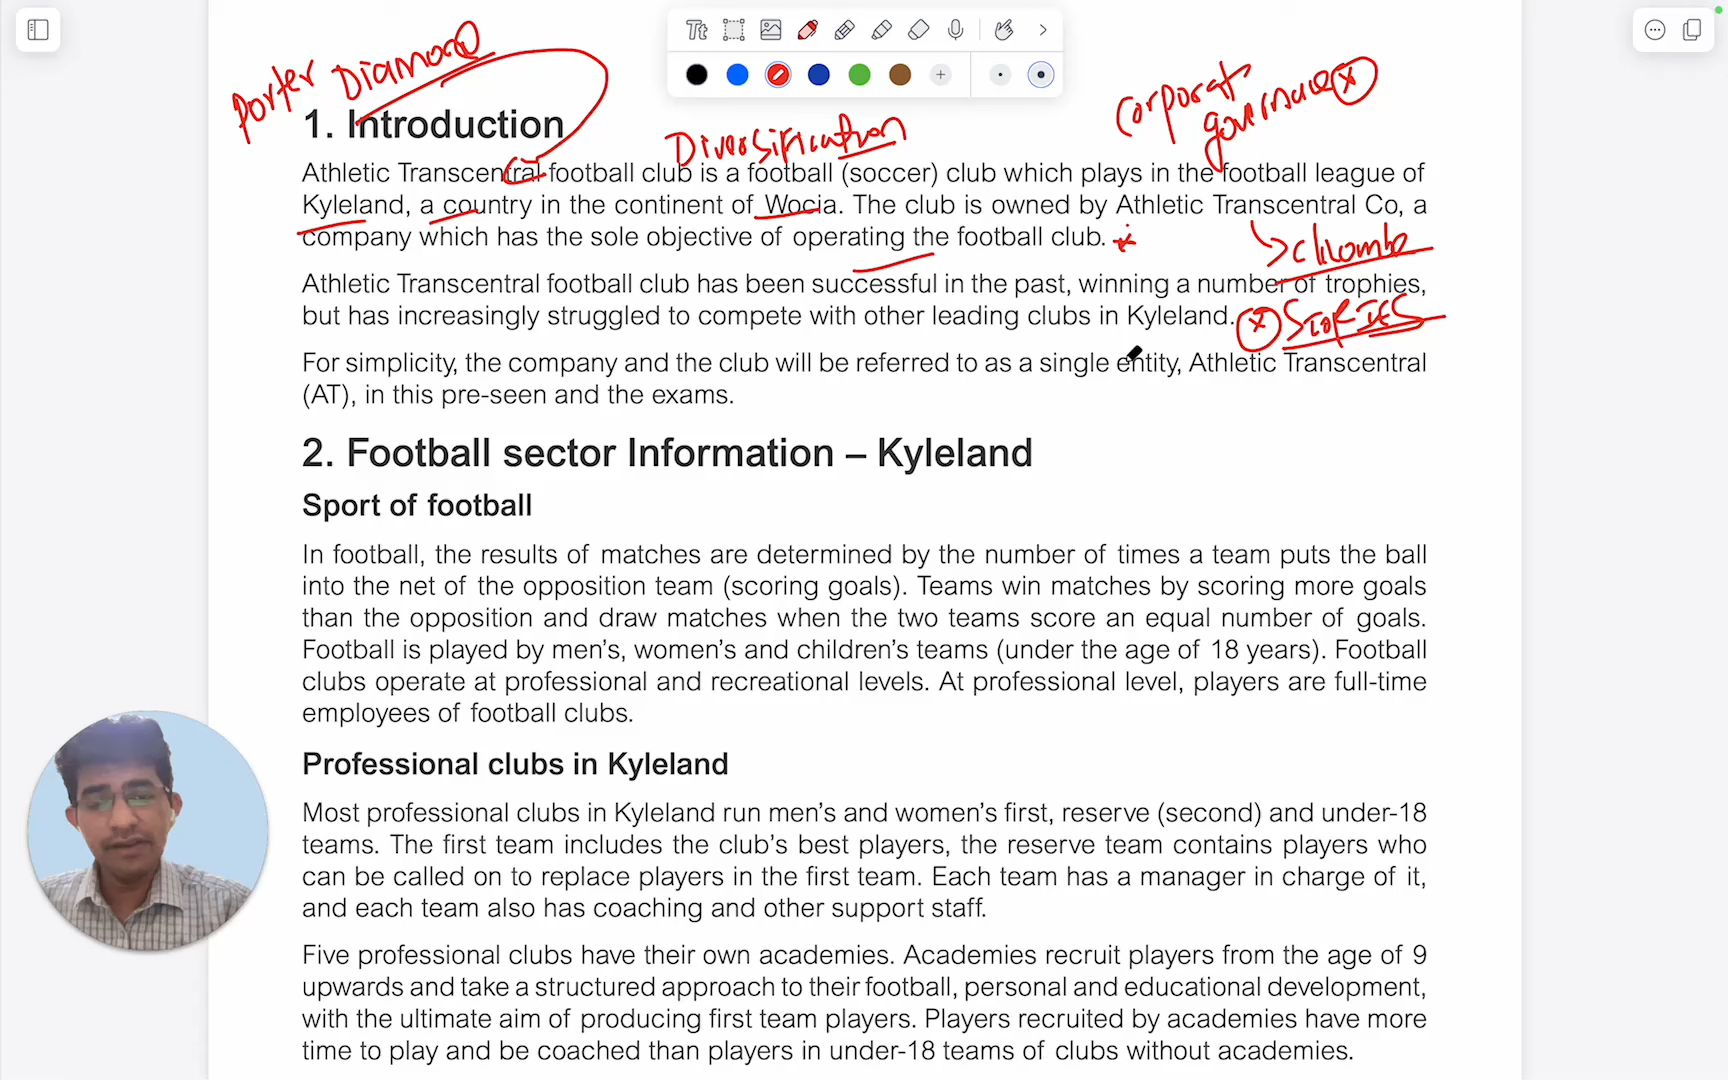 Tt
Porter Diamond
Corporat
governance
1. Introduction
Diversification
Athletic Transcentral football club is a football (soccer) club which plays in the football league of
Kyleland, a country in the continent of Wocia. The club is owned by Athletic Transcentral Co, a
company which has the sole objective of operating the football club.
Athletic Transcentral football club has been successful in the past, winning a number of trophies,
but has increasingly struggled to compete with other leading clubs in Kyleland.
For simplicity, the company and the club will be referred to as a single entity, Athletic Transcentral
(AT), in this pre-seen and the exams.
2. Football sector Information – Kyleland
Sport of football
In football, the results of matches are determined by the number of times a team puts the ball
into the net of the opposition team (scoring goals). Teams win matches by scoring more goals
than the opposition and draw matches when the two teams score an equal number of goals.
Football is played by men’s, women’s and children’s teams (under the age of 18 years). Football
clubs operate at professional and recreational levels. At professional level, players are full-time
employees of football clubs.
Professional clubs in Kyleland
Most professional clubs in Kyleland run men’s and women’s first, reserve (second) and under-18
teams. The first team includes the club’s best players, the reserve team contains players who
can be called on to replace players in the first team. Each team has a manager in charge of it,
and each team also has coaching and other support staff.
Five professional clubs have their own academies. Academies recruit players from the age of 9
upwards and take a structured approach to their football, personal and educational development,
with the ultimate aim of producing first team players. Players recruited by academies have more
time to play and be coached than players in under-18 teams of clubs without academies.